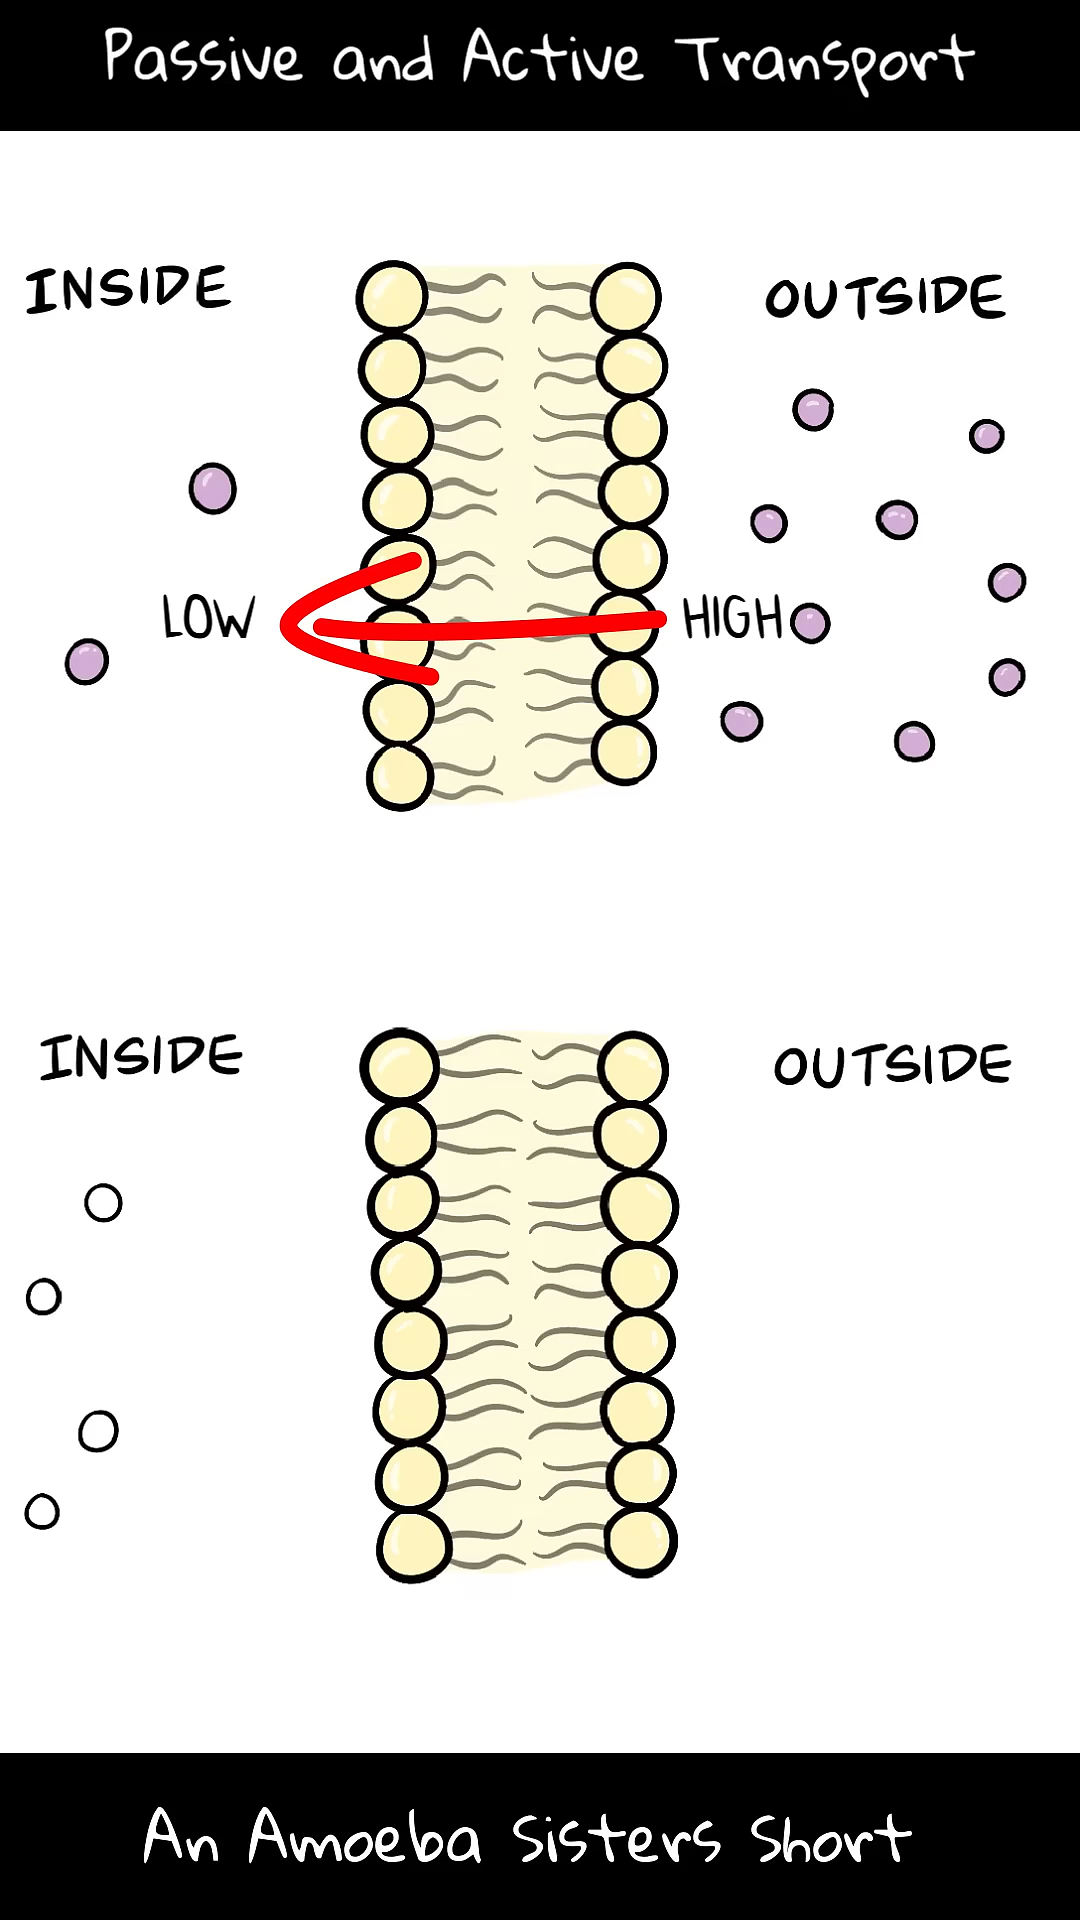 Passive and Active Transport
INSIDE
OUTSIDE
LOW
HIGH
INSIDE
OUTSIDE
An Amoeba Sisters Short